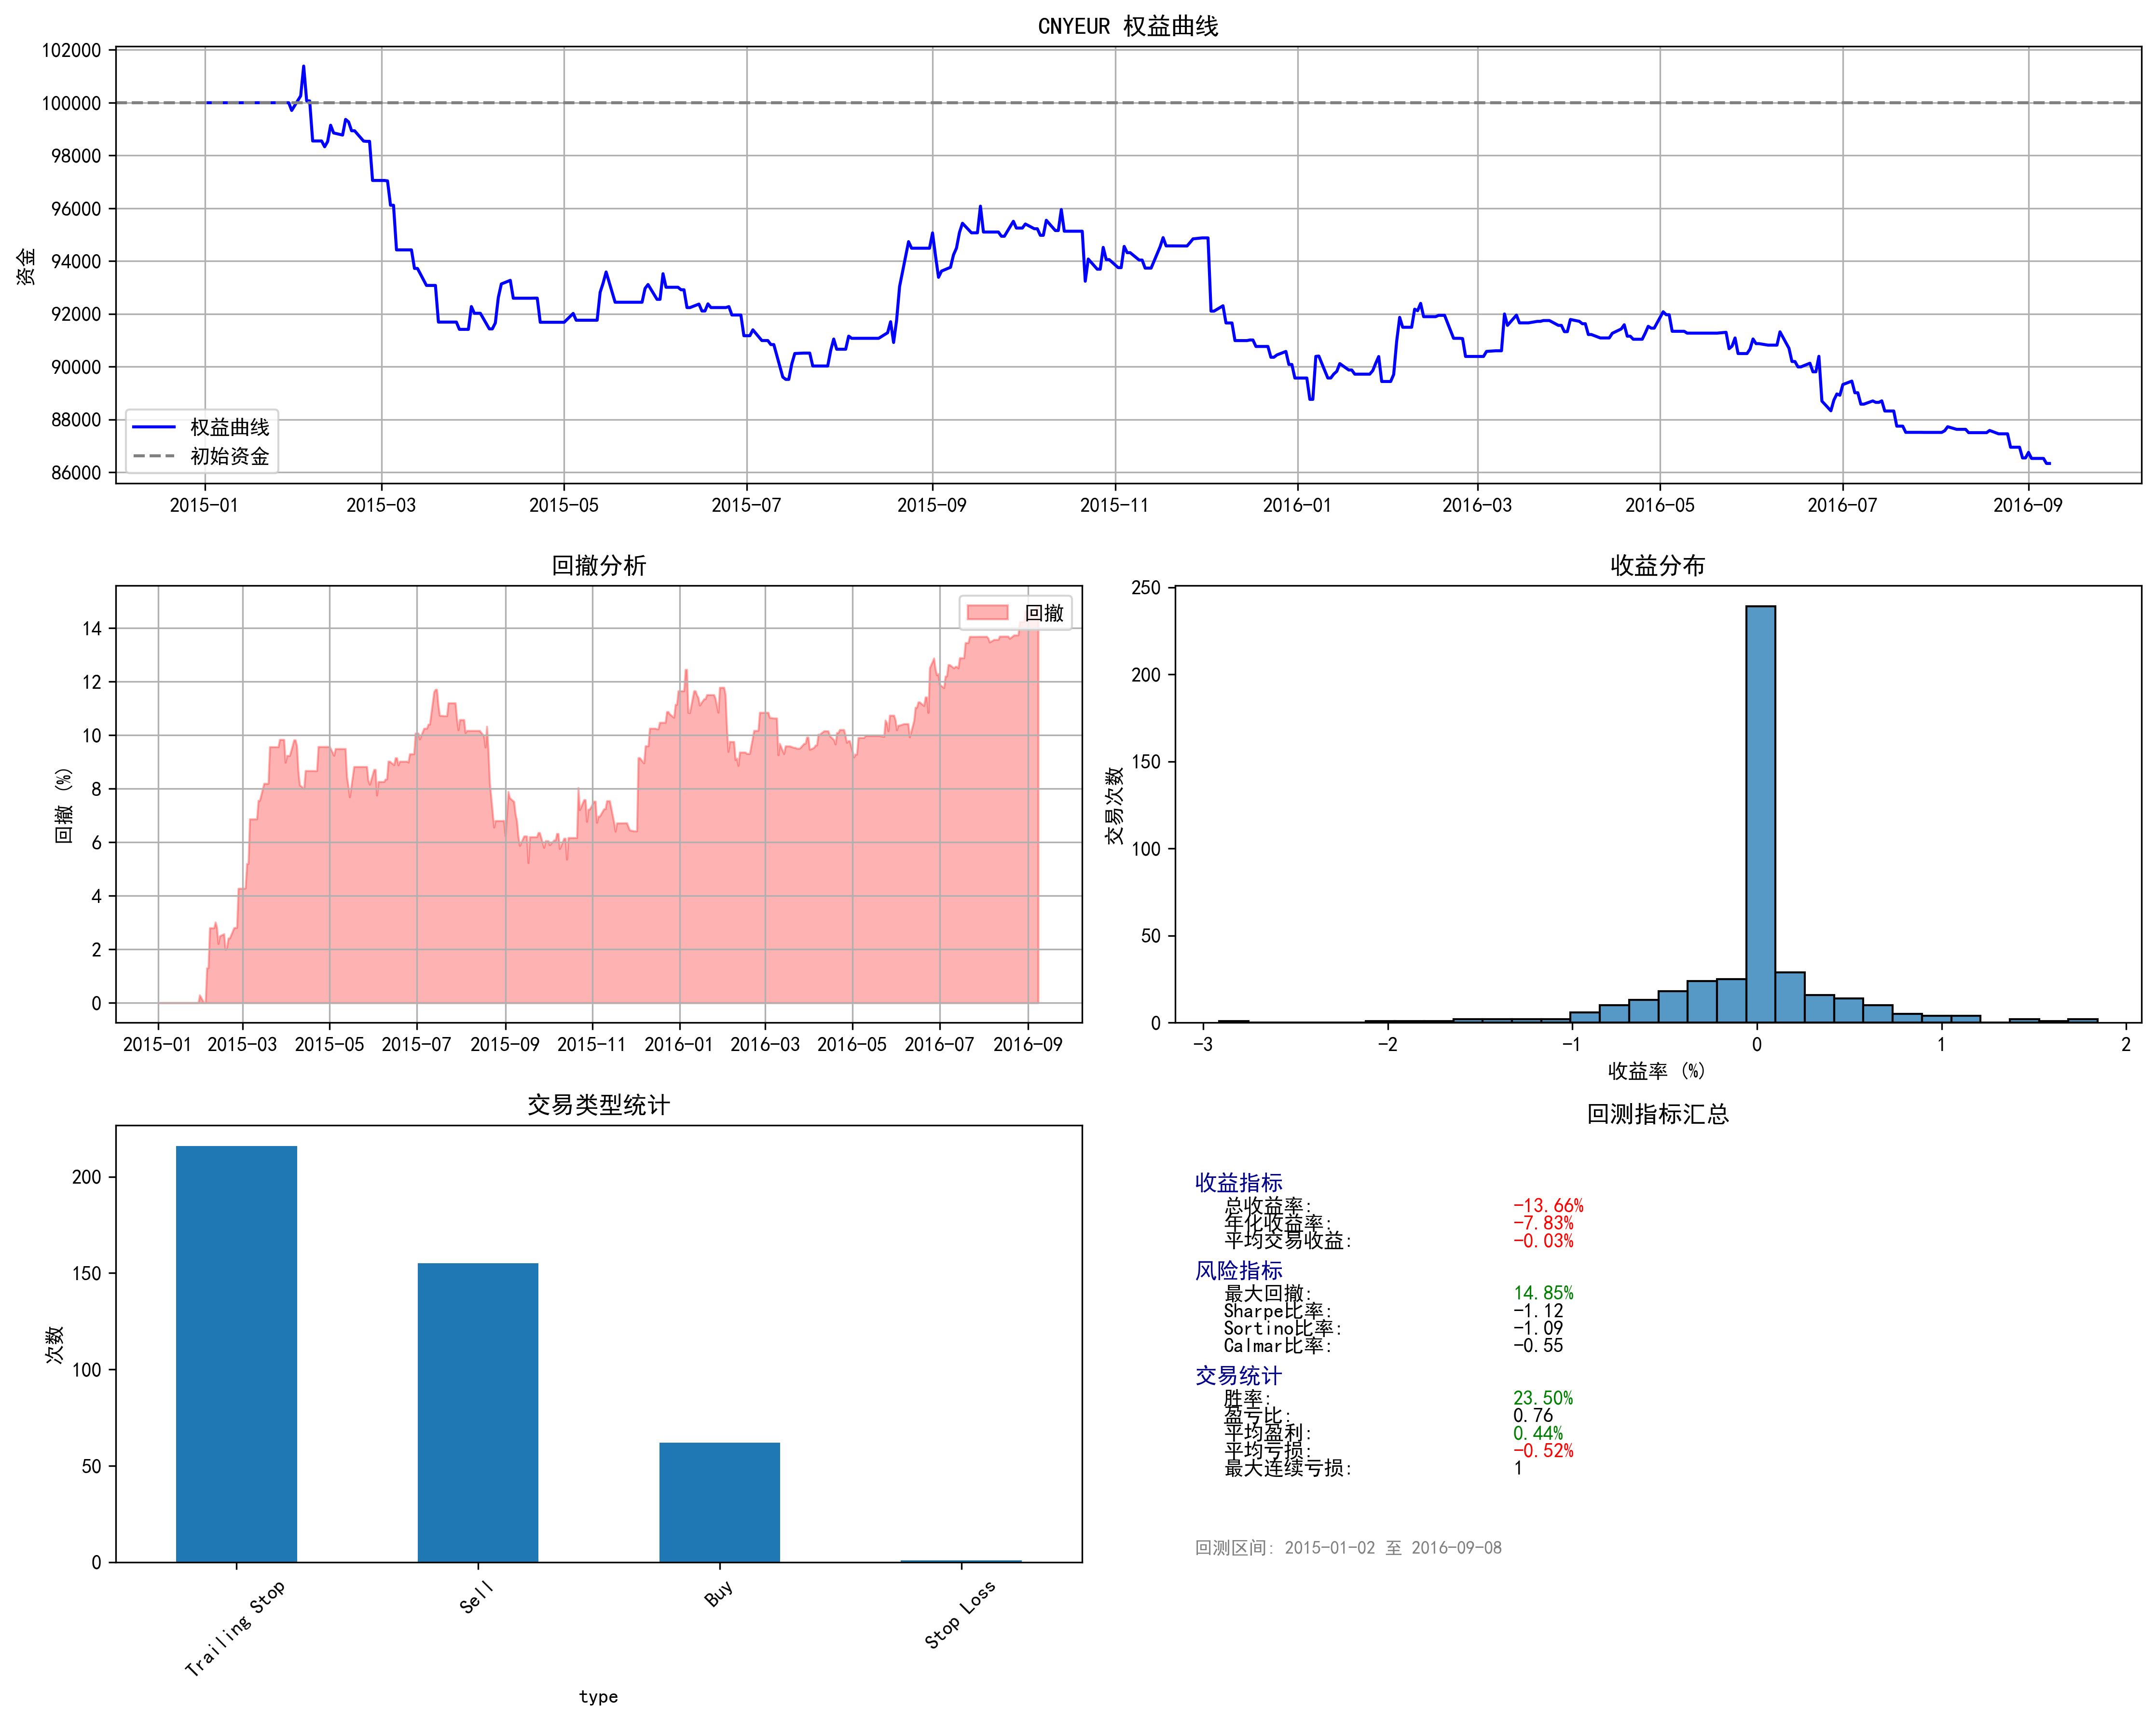 CNYEUR 权益曲线
资金
102000
100000
98000
96000
94000
92000
90000
88000
86000
权益曲线
初始资金
2015-01
2015-03
2015-05
2015-07
2015-09
2015-11
2016-01
2016-03
2016-05
2016-07
2016-09
回撤分析
回撤 (%)
14
12
10
8
6
4
2
0
回撤
2015-01
2015-03
2015-05
2015-07
2015-09
2015-11
2016-01
2016-03
2016-05
2016-07
2016-09
收益分布
交易次数
250
200
150
100
50
0
-3
-2
-1
0
1
2
收益率 (%)
交易类型统计
次数
200
150
100
50
0
Trailing Stop
Sell
Buy
Stop Loss
type
回测指标汇总
收益指标
总收益率: -13.66%
年化收益率: -7.83%
平均交易收益: -0.03%
风险指标
最大回撤: 14.85%
Sharpe比率: -1.12
Sortino比率: -1.09
Calmar比率: -0.55
交易统计
胜率: 23.50%
盈亏比: 0.76
平均盈利: 0.44%
平均亏损: -0.52%
最大连续亏损: 1
回测区间: 2015-01-02 至 2016-09-08